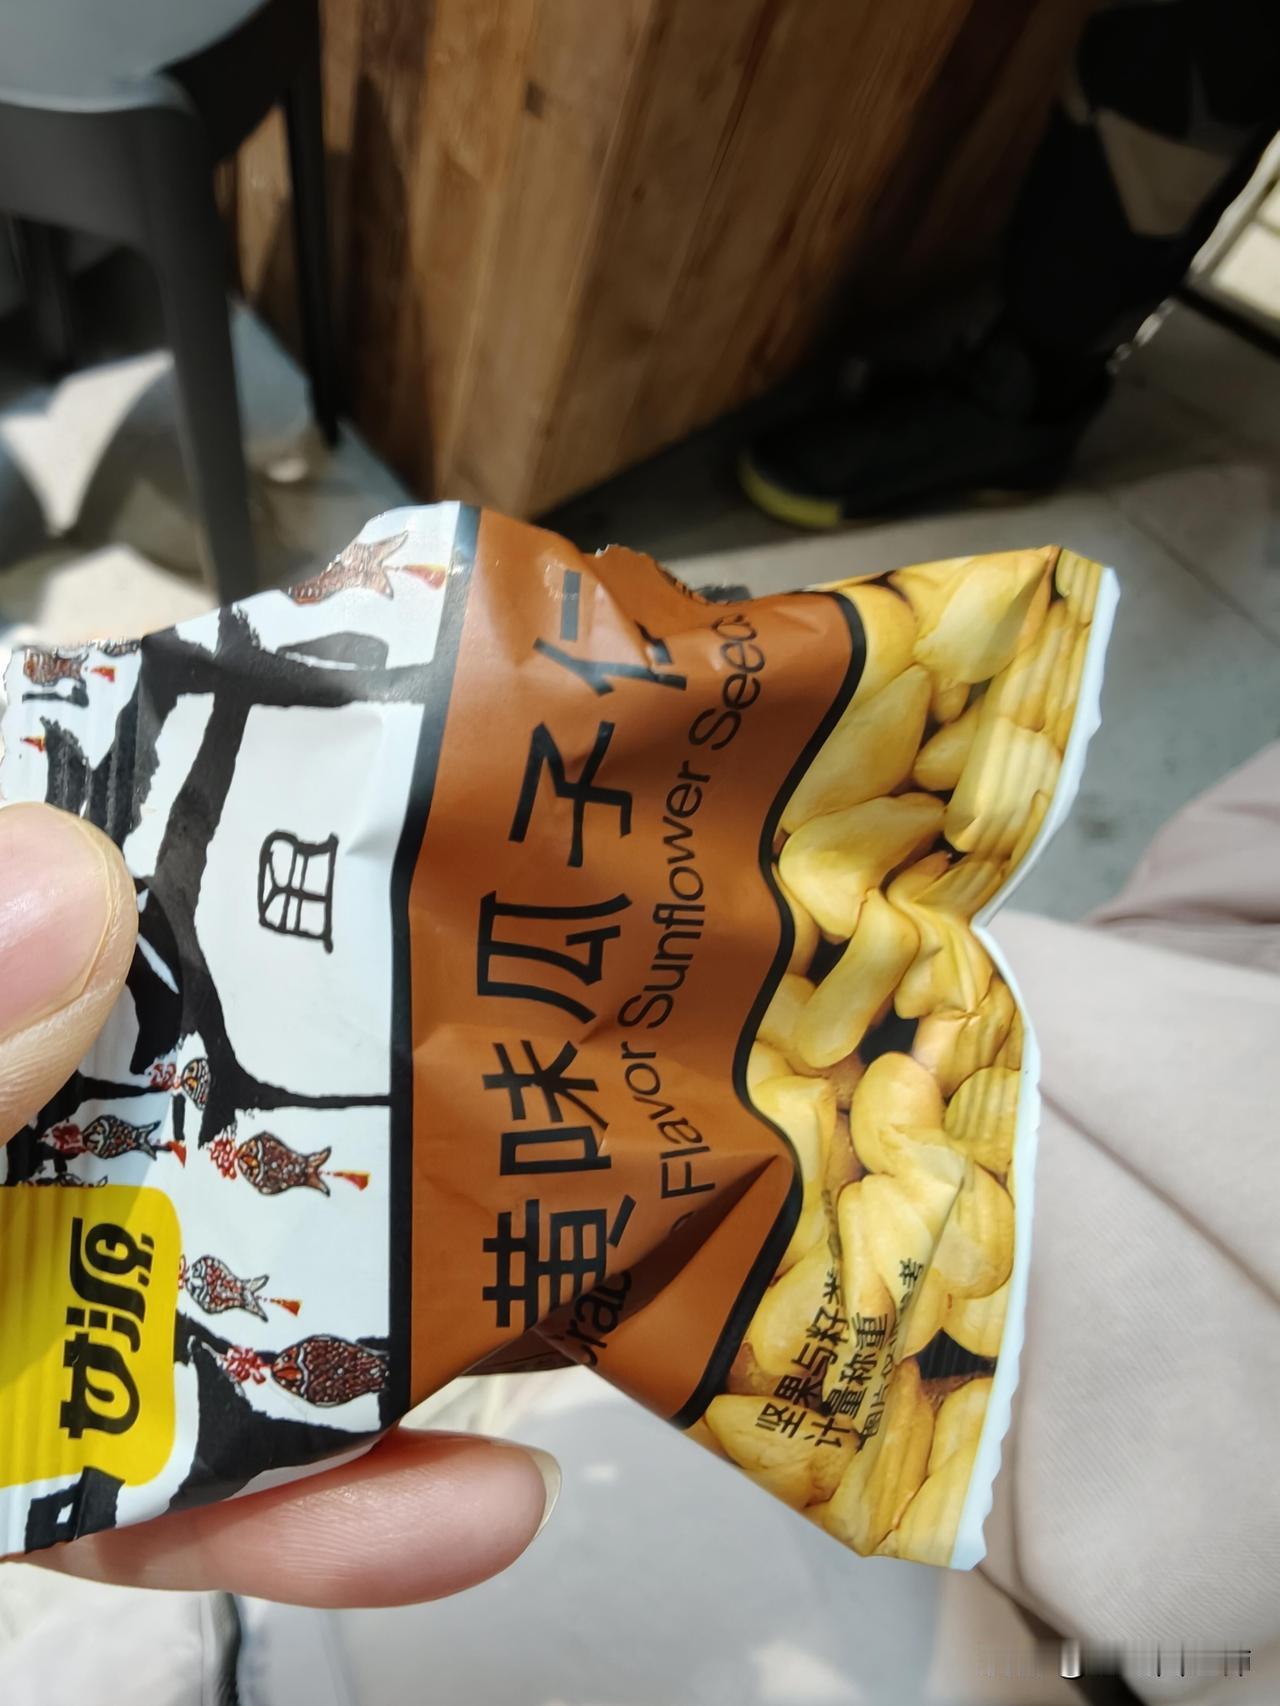 甘源
黄味瓜子仁
Flavor Sunflower Seed
坚果与籽类
计量称重